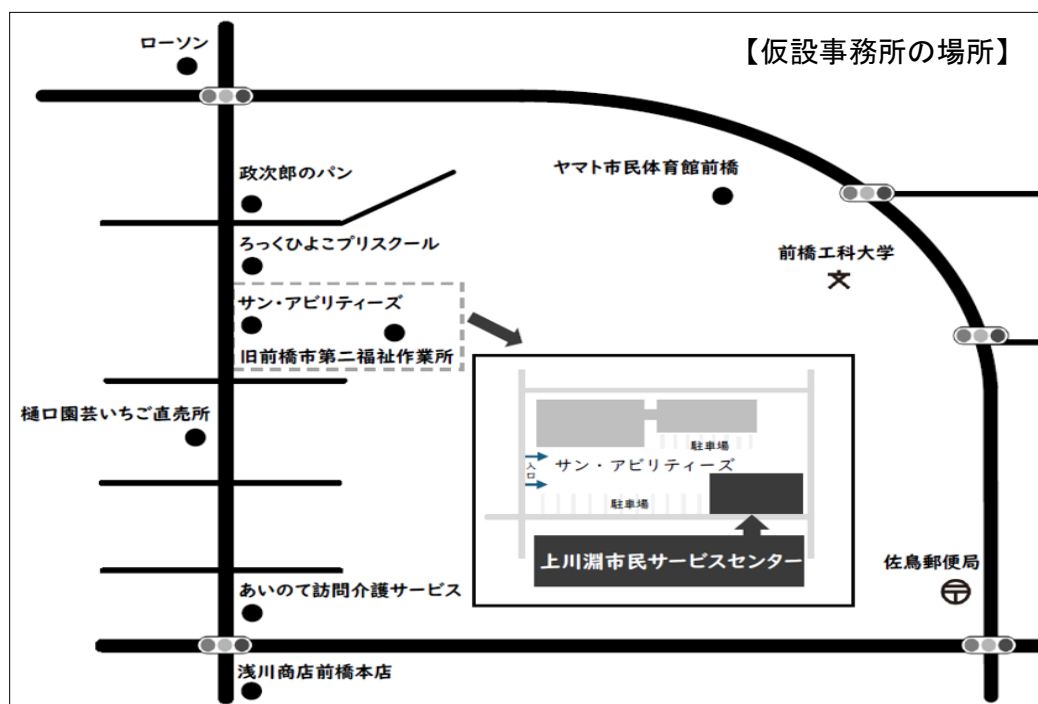 ローソン
【仮設事務所の場所】
政次郎のパン
ヤマト市民体育館前橋
ろっくひよこプリスクール
前橋工科大学
サン・アビリティーズ
旧前橋市第二福祉作業所
樋口園芸いちご直売所
駐車場
入口
サン・アビリティーズ
駐車場
上川淵市民サービスセンター
佐鳥郵便局
あいのて訪問介護サービス
浅川商店前橋本店